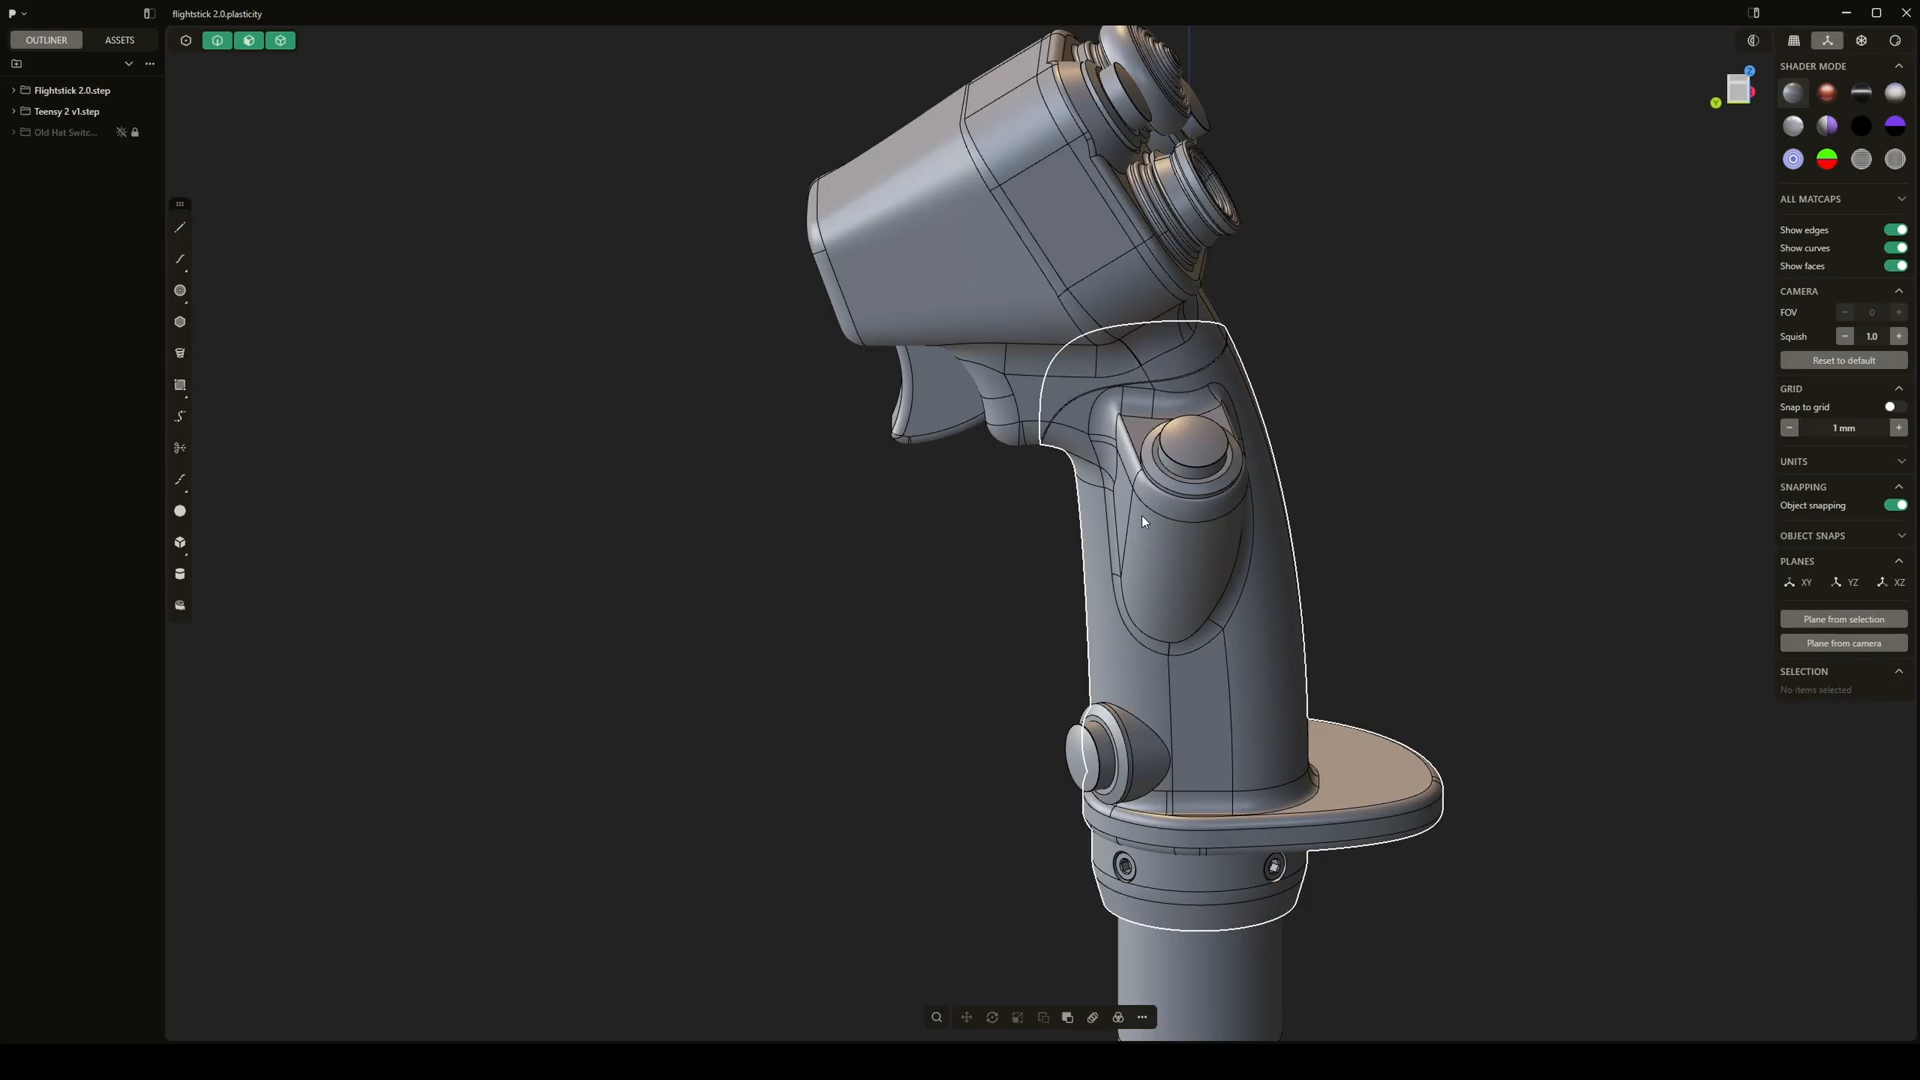 P
flightstick 2.0.plasticity
OUTLINER
ASSETS
Flightstick 2.0.step
Teensy 2 v1.step
Old Hat Switc...
SHADER MODE
ALL MATCAPS
Show edges
Show curves
Show faces
CAMERA
FOV
− 0 +
Squish
− 1.0 +
Reset to default
GRID
Snap to grid
− 1 mm +
UNITS
SNAPPING
Object snapping
OBJECT SNAPS
PLANES
XY YZ XZ
Plane from selection
Plane from camera
SELECTION
No items selected
Z
Y